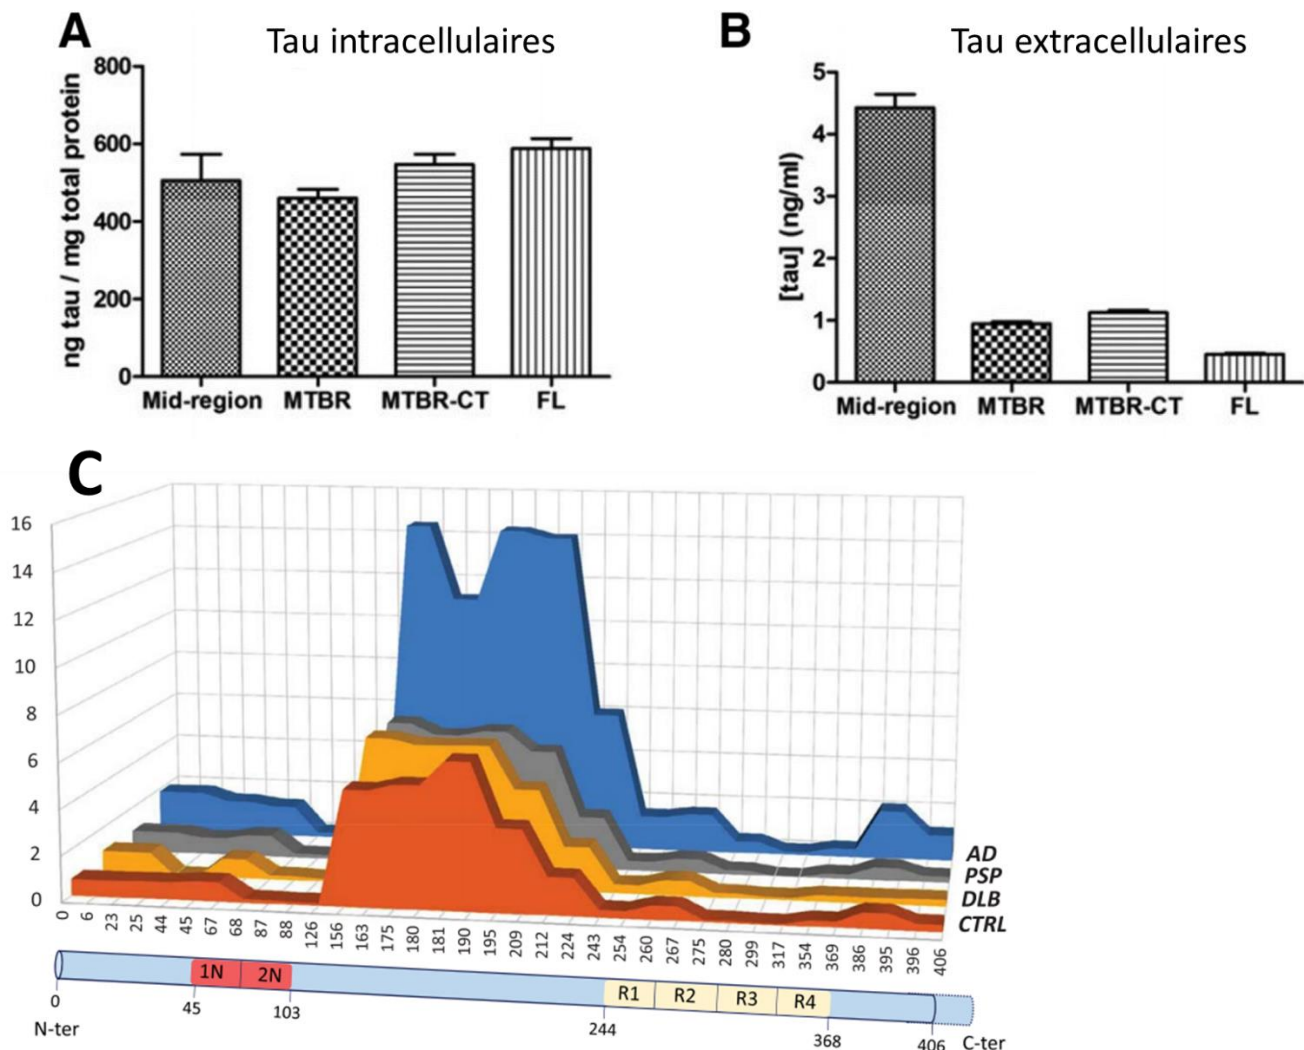 A
Tau intracellulaires
ng tau / mg total protein
800
600
400
200
0
Mid-region MTBR MTBR-CT FL
B
Tau extracellulaires
[tau] (ng/ml)
5
4
3
2
1
0
Mid-region MTBR MTBR-CT FL
C
16
14
12
10
8
6
4
2
0
AD
PSP
DLB
CTRL
0 6 23 25 44 45 67 68 87 88 126 156 163 175 180 181 190 195 209 212 224 243 254 260 267 275 280 299 317 354 369 386 395 396 406
1N 2N R1 R2 R3 R4
0 45 103 244 368 406
N-ter C-ter